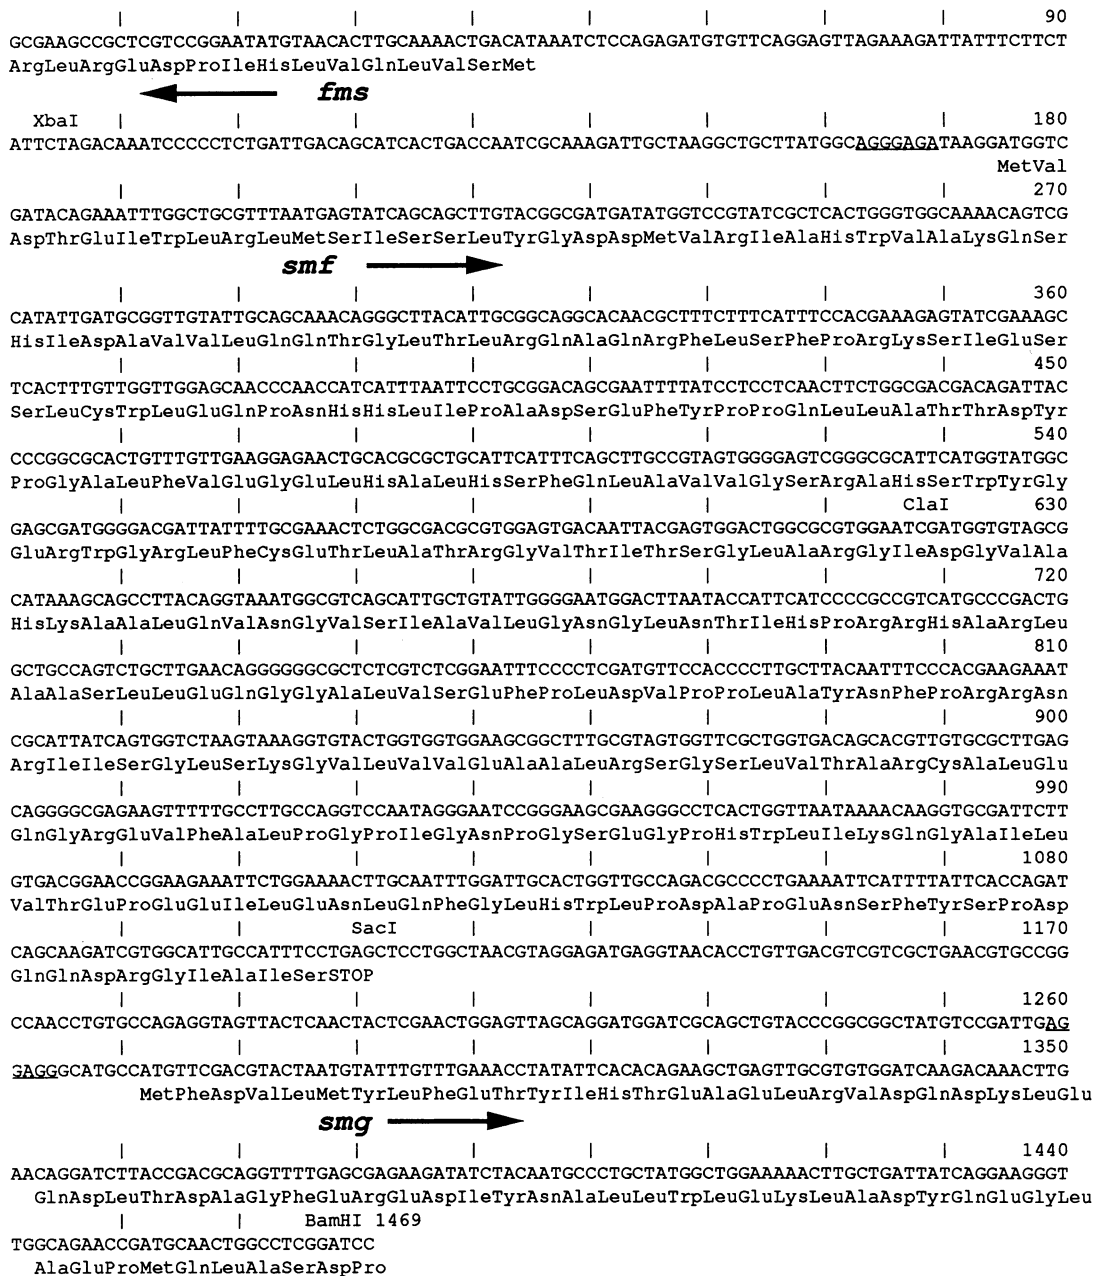 | | | | | | | | 90
GCGAAGCCGCTCGTCCGGAATATGTAACACTTGCAAAACTGACATAAATCTCCAGAGATGTGTTCAGGAGTTAGAAAGATTATTTCTTCT
ArgLeuArgGluAspProIleHisLeuValGlnLeuValSerMet
fms
XbaI | | | | | | | 180
ATTCTAGACAAATCCCCCTCTGATTGACAGCATCACTGACCAATCGCAAAGATTGCTAAGGCTGCTTATGGCAGGGAGATAAGGATGGTC
MetVal
| | | | | | | | 270
GATACAGAAATTTGGCTGCGTTTAATGAGTATCAGCAGCTTGTACGGCGATGATATGGTCCGTATCGCTCACTGGGTGGCAAAACAGTCG
AspThrGluIleTrpLeuArgLeuMetSerIleSerSerLeuTyrGlyAspAspMetValArgIleAlaHisTrpValAlaLysGlnSer
smf
| | | | | | | | 360
CATATTGATGCGGTTGTATTGCAGCAAACAGGGCTTACATTGCGGCAGGCACAACGCTTTCTTTCATTTCCACGAAAGAGTATCGAAAGC
HisIleAspAlaValValLeuGlnGlnThrGlyLeuThrLeuArgGlnAlaGlnArgPheLeuSerPheProArgLysSerIleGluSer
| | | | | | | | 450
TCACTTTGTTGGTTGGAGCAACCCAACCATCATTTAATTCCTGCGGACAGCGAATTTTATCCTCCTCAACTTCTGGCGACGACAGATTAC
SerLeuCysTrpLeuGluGlnProAsnHisHisLeuIleProAlaAspSerGluPheTyrProProGlnLeuLeuAlaThrThrAspTyr
| | | | | | | | 540
CCCGGCGCACTGTTTGTTGAAGGAGAACTGCACGCGCTGCATTCATTTCAGCTTGCCGTAGTGGGGAGTCGGGCGCATTCATGGTATGGC
ProGlyAlaLeuPheValGluGlyGluLeuHisAlaLeuHisSerPheGlnLeuAlaValValGlySerArgAlaHisSerTrpTyrGly
| | | | | | | ClaI 630
GAGCGATGGGGACGATTATTTTGCGAAACTCTGGCGACGCGTGGAGTGACAATTACGAGTGGACTGGCGCGTGGAATCGATGGTGTAGCG
GluArgTrpGlyArgLeuPheCysGluThrLeuAlaThrArgGlyValThrIleThrSerGlyLeuAlaArgGlyIleAspGlyValAla
| | | | | | | | 720
CATAAAGCAGCCTTACAGGTAAATGGCGTCAGCATTGCTGTATTGGGGAATGGACTTAATACCATTCATCCCCGCCGTCATGCCCGACTG
HisLysAlaAlaLeuGlnValAsnGlyValSerIleAlaValLeuGlyAsnGlyLeuAsnThrIleHisProArgArgHisAlaArgLeu
| | | | | | | | 810
GCTGCCAGTCTGCTTGAACAGGGGGGCGCTCTCGTCTCGGAATTTCCCCTCGATGTTCCACCCCTTGCTTACAATTTCCCACGAAGAAAT
AlaAlaSerLeuLeuGluGlnGlyGlyAlaLeuValSerGluPheProLeuAspValProProLeuAlaTyrAsnPheProArgArgAsn
| | | | | | | | 900
CGCATTATCAGTGGTCTAAGTAAAGGTGTACTGGTGGTGGAAGCGGCTTTGCGTAGTGGTTCGCTGGTGACAGCACGTTGTGCGCTTGAG
ArgIleIleSerGlyLeuSerLysGlyValLeuValValGluAlaAlaLeuArgSerGlySerLeuValThrAlaArgCysAlaLeuGlu
| | | | | | | | 990
CAGGGGCGAGAAGTTTTTGCCTTGCCAGGTCCAATAGGGAATCCGGGAAGCGAAGGGCCTCACTGGTTAATAAAACAAGGTGCGATTCTT
GlnGlyArgGluValPheAlaLeuProGlyProIleGlyAsnProGlySerGluGlyProHisTrpLeuIleLysGlnGlyAlaIleLeu
| | | | | | | | 1080
GTGACGGAACCGGAAGAAATTCTGGAAAACTTGCAATTTGGATTGCACTGGTTGCCAGACGCCCCTGAAAATTCATTTTATTCACCAGAT
ValThrGluProGluGluIleLeuGluAsnLeuGlnPheGlyLeuHisTrpLeuProAspAlaProGluAsnSerPheTyrSerProAsp
| | SacI | | | | | 1170
CAGCAAGATCGTGGCATTGCCATTTCCTGAGCTCCTGGCTAACGTAGGAGATGAGGTAACACCTGTTGACGTCGTCGCTGAACGTGCCGG
GlnGlnAspArgGlyIleAlaIleSerSTOP
| | | | | | | | 1260
CCAACCTGTGCCAGAGGTAGTTACTCAACTACTCGAACTGGAGTTAGCAGGATGGATCGCAGCTGTACCCGGCGGCTATGTCCGATTGAG
| | | | | | | | 1350
GAGGGCATGCCATGTTCGACGTACTAATGTATTTGTTTGAAACCTATATTCACACAGAAGCTGAGTTGCGTGTGGATCAAGACAAACTTG
MetPheAspValLeuMetTyrLeuPheGluThrTyrIleHisThrGluAlaGluLeuArgValAspGlnAspLysLeuGlu
smg
| | | | | | | | 1440
AACAGGATCTTACCGACGCAGGTTTTGAGCGAGAAGATATCTACAATGCCCTGCTATGGCTGGAAAAACTTGCTGATTATCAGGAAGGGT
GlnAspLeuThrAspAlaGlyPheGluArgGluAspIleTyrAsnAlaLeuLeuTrpLeuGluLysLeuAlaAspTyrGlnGluGlyLeu
| | BamHI 1469
TGGCAGAACCGATGCAACTGGCCTCGGATCC
AlaGluProMetGlnLeuAlaSerAspPro